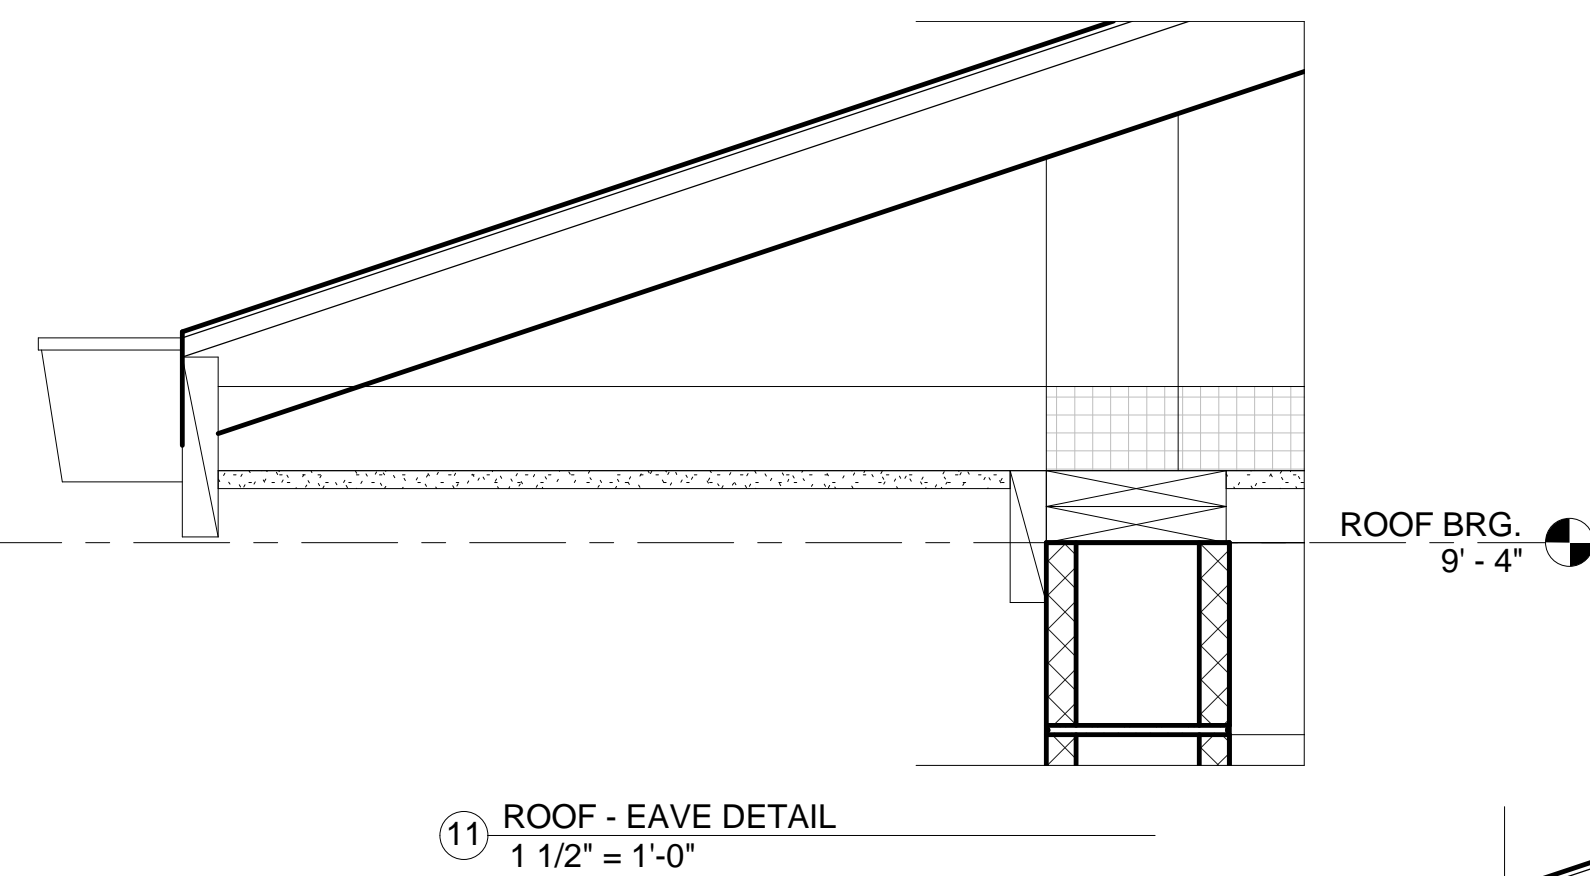 ROOF BRG.
9' - 4"
11
ROOF - EAVE DETAIL
1 1/2" = 1'-0"